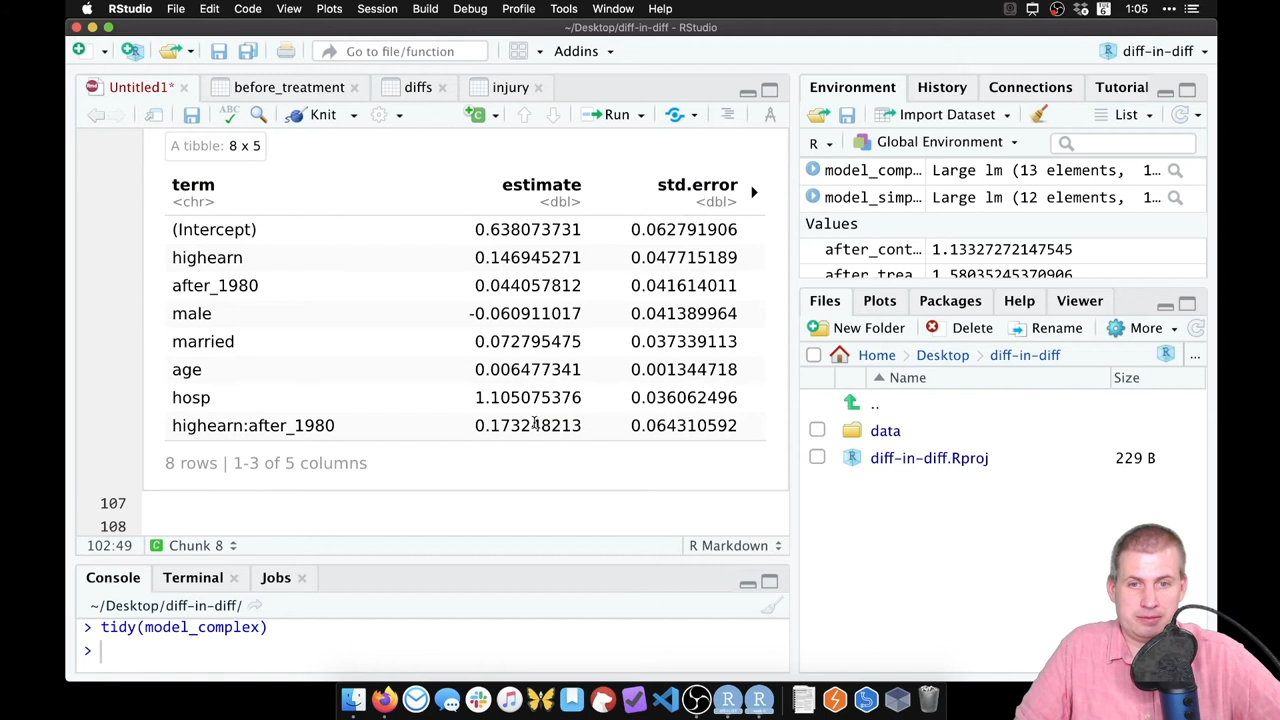 RStudio File Edit Code View Plots Session Build Debug Profile Tools Window Help 1:05
~/Desktop/diff-in-diff - RStudio
Go to file/function Addins diff-in-diff
Untitled1* before_treatment diffs injury
Knit Run
A tibble: 8 x 5
term estimate std.error
<chr> <dbl> <dbl>
(Intercept) 0.638073731 0.062791906
highearn 0.146945271 0.047715189
after_1980 0.044057812 0.041614011
male -0.060911017 0.041389964
married 0.072795475 0.037339113
age 0.006477341 0.001344718
hosp 1.105075376 0.036062496
highearn:after_1980 0.173248213 0.064310592
8 rows | 1-3 of 5 columns
107
108
102:49 Chunk 8 R Markdown
Console Terminal Jobs
~/Desktop/diff-in-diff/
> tidy(model_complex)
>
Environment History Connections Tutorial
Import Dataset List
R Global Environment
model_comp… Large lm (13 elements, 1…
model_simp… Large lm (12 elements, 1…
Values
after_cont… 1.13327272147545
after_trea… 1.58035245370906
Files Plots Packages Help Viewer
New Folder Delete Rename More
Home Desktop diff-in-diff ...
Name Size
..
data
diff-in-diff.Rproj 229 B